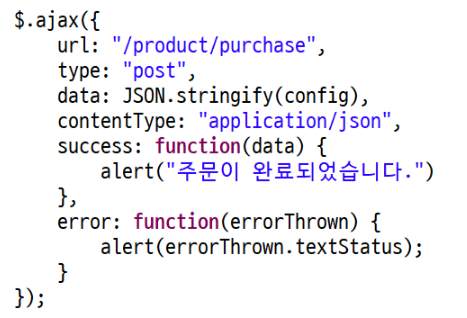 $.ajax({
    url: "/product/purchase",
    type: "post",
    data: JSON.stringify(config),
    contentType: "application/json",
    success: function(data) {
        alert("주문이 완료되었습니다.")
    },
    error: function(errorThrown) {
        alert(errorThrown.textStatus);
    }
});